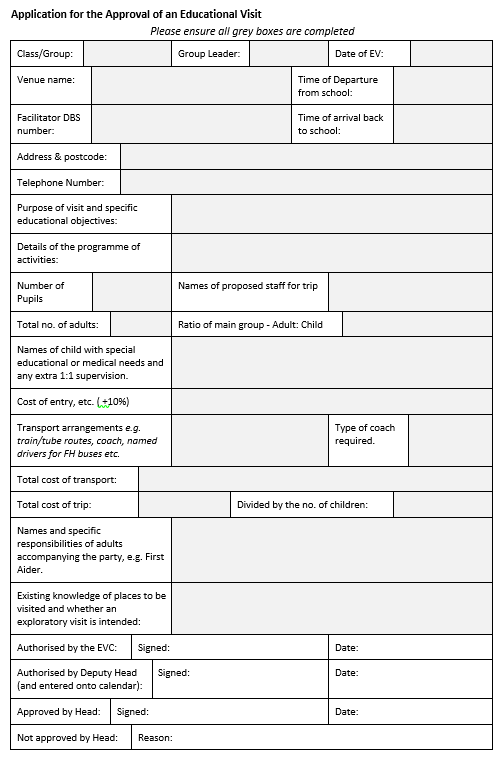 Application for the Approval of an Educational Visit
Please ensure all grey boxes are completed
Class/Group:
Group Leader:
Date of EV:
Venue name:
Time of Departure
from school:
Facilitator DBS
number:
Time of arrival back
to school:
Address & postcode:
Telephone Number:
Purpose of visit and specific
educational objectives:
Details of the programme of
activities:
Number of
Pupils
Names of proposed staff for trip
Total no. of adults:
Ratio of main group - Adult: Child
Names of child with special
educational or medical needs and
any extra 1:1 supervision.
Cost of entry, etc. ( +10%)
Transport arrangements e.g.
train/tube routes, coach, named
drivers for FH buses etc.
Type of coach
required.
Total cost of transport:
Total cost of trip:
Divided by the no. of children:
Names and specific
responsibilities of adults
accompanying the party, e.g. First
Aider.
Existing knowledge of places to be
visited and whether an
exploratory visit is intended:
Authorised by the EVC:
Signed:
Date:
Authorised by Deputy Head
(and entered onto calendar):
Signed:
Date:
Approved by Head:
Signed:
Date:
Not approved by Head:
Reason: